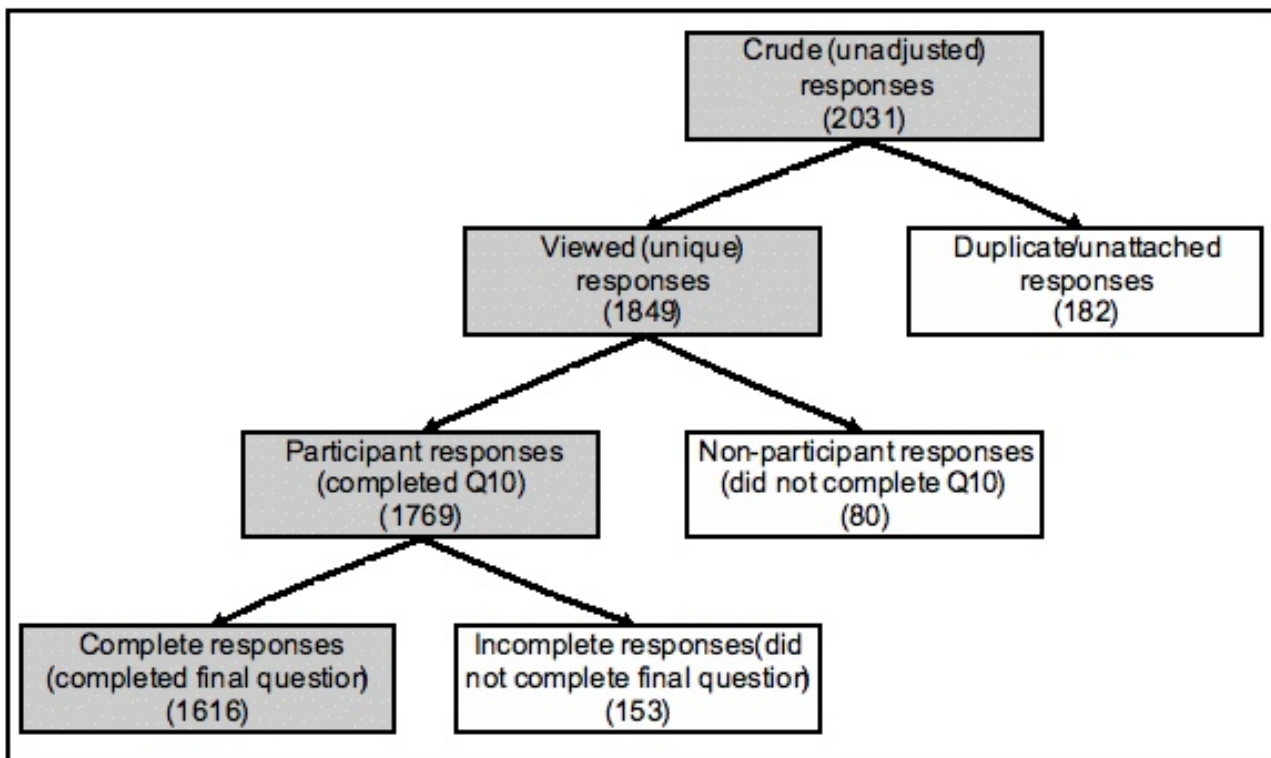 Crude (unadjusted)
responses
(2031)
Viewed (unique)
responses
(1849)
Duplicate/unattached
responses
(182)
Participant responses
(completed Q10)
(1769)
Non-participant responses
(did not complete Q10)
(80)
Complete responses
(completed final question)
(1616)
Incomplete responses(did
not complete final question)
(153)